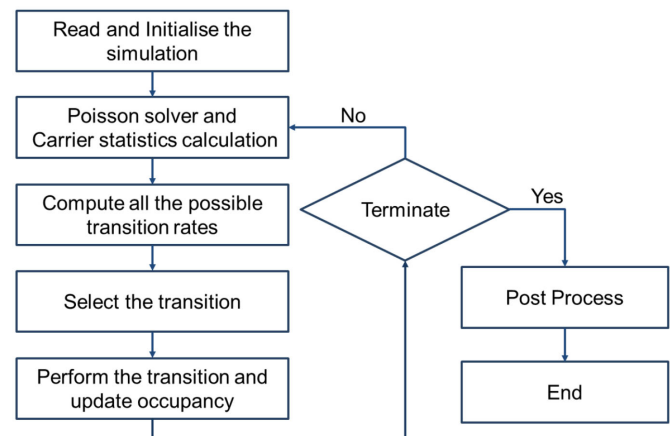 Read and Initialise the
simulation
Poisson solver and
Carrier statistics calculation
Compute all the possible
transition rates
Select the transition
Perform the transition and
update occupancy
No
Terminate
Yes
Post Process
End